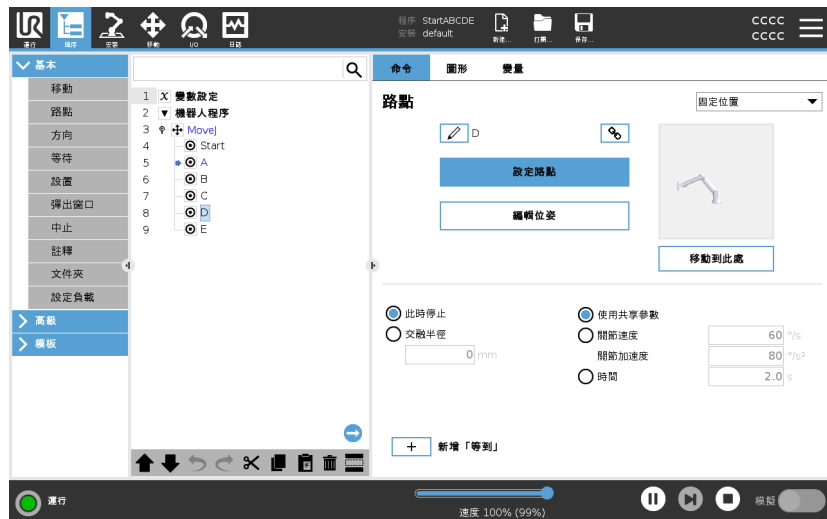 UR
運行
程序
安裝
移動
I/O
日誌
程序 StartABCDE
安裝 default
新建...
打開...
保存...
CCCC
CCCC
基本
移動
路點
方向
等待
設置
彈出窗口
中止
註釋
文件夾
設定負載
高級
模板
1 X 變數設定
2 ▼ 機器人程序
3 MoveJ
4 Start
5 A
6 B
7 C
8 D
9 E
命令 圖形 變量
路點
固定位置
D
設定路點
編輯位姿
移動到此處
此時停止
交融半徑
0 mm
使用共享參數
關節速度 60 °/s
關節加速度 80 °/s²
時間 2.0 s
+ 新增「等到」
運行
速度 100% (99%)
模擬